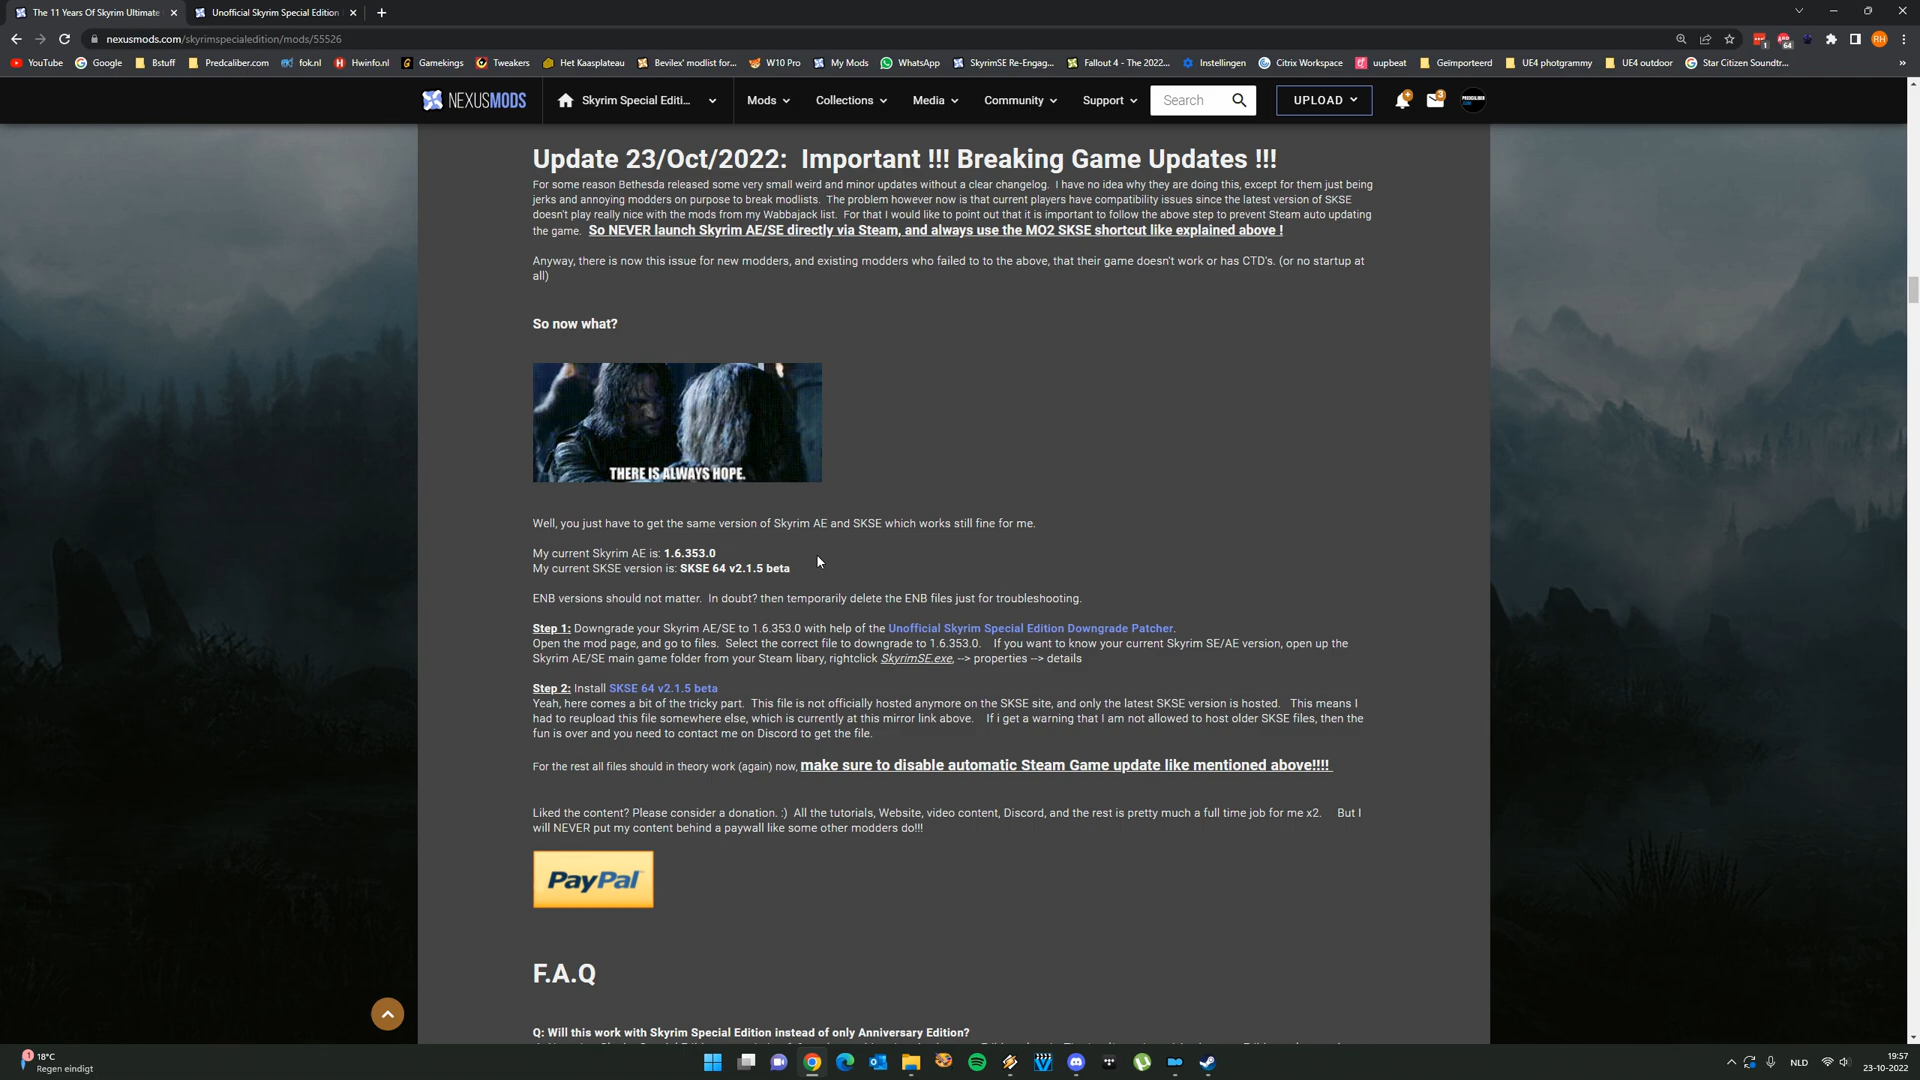 The 11 Years Of Skyrim Ultimate
Unofficial Skyrim Special Edition
nexusmods.com/skyrimspecialedition/mods/55526
YouTube
Google
Bstuff
Predcaliber.com
fok.nl
Hwinfo.nl
Gamekings
Tweakers
Het Kaasplateau
Bevilex' modlist for...
W10 Pro
My Mods
WhatsApp
SkyrimSE Re-Engag...
Fallout 4 - The 2022...
Instellingen
Citrix Workspace
uupbeat
Geïmporteerd
UE4 photgrammy
UE4 outdoor
Star Citizen Soundtr...
NEXUSMODS
Skyrim Special Editi...
Mods
Collections
Media
Community
Support
Search
UPLOAD
3
Update 23/Oct/2022:  Important !!! Breaking Game Updates !!!
For some reason Bethesda released some very small weird and minor updates without a clear changelog.  I have no idea why they are doing this, except for them just being
jerks and annoying modders on purpose to break modlists.  The problem however now is that current players have compatibility issues since the latest version of SKSE
doesn't play really nice with the mods from my Wabbajack list.  For that I would like to point out that it is important to follow the above step to prevent Steam auto updating
the game.  So NEVER launch Skyrim AE/SE directly via Steam, and always use the MO2 SKSE shortcut like explained above !
Anyway, there is now this issue for new modders, and existing modders who failed to to the above, that their game doesn't work or has CTD's. (or no startup at
all)
So now what?
THERE IS ALWAYS HOPE.
Well, you just have to get the same version of Skyrim AE and SKSE which works still fine for me.
My current Skyrim AE is: 1.6.353.0
My current SKSE version is: SKSE 64 v2.1.5 beta
ENB versions should not matter.  In doubt? then temporarily delete the ENB files just for troubleshooting.
Step 1: Downgrade your Skyrim AE/SE to 1.6.353.0 with help of the Unofficial Skyrim Special Edition Downgrade Patcher.
Open the mod page, and go to files.  Select the correct file to downgrade to 1.6.353.0.   If you want to know your current Skyrim SE/AE version, open up the
Skyrim AE/SE main game folder from your Steam libary, rightclick SkyrimSE.exe, --> properties --> details
Step 2: Install SKSE 64 v2.1.5 beta
Yeah, here comes a bit of the tricky part.  This file is not officially hosted anymore on the SKSE site, and only the latest SKSE version is hosted.  This means I
had to reupload this file somewhere else, which is currently at this mirror link above.   If i get a warning that I am not allowed to host older SKSE files, then the
fun is over and you need to contact me on Discord to get the file.
For the rest all files should in theory work (again) now, make sure to disable automatic Steam Game update like mentioned above!!!!
Liked the content? Please consider a donation. :)  All the tutorials, Website, video content, Discord, and the rest is pretty much a full time job for me x2.    But I
will NEVER put my content behind a paywall like some other modders do!!!
PayPal
F.A.Q
Q: Will this work with Skyrim Special Edition instead of only Anniversary Edition?
1
18°C
Regen eindigt
NLD
19:57
23-10-2022